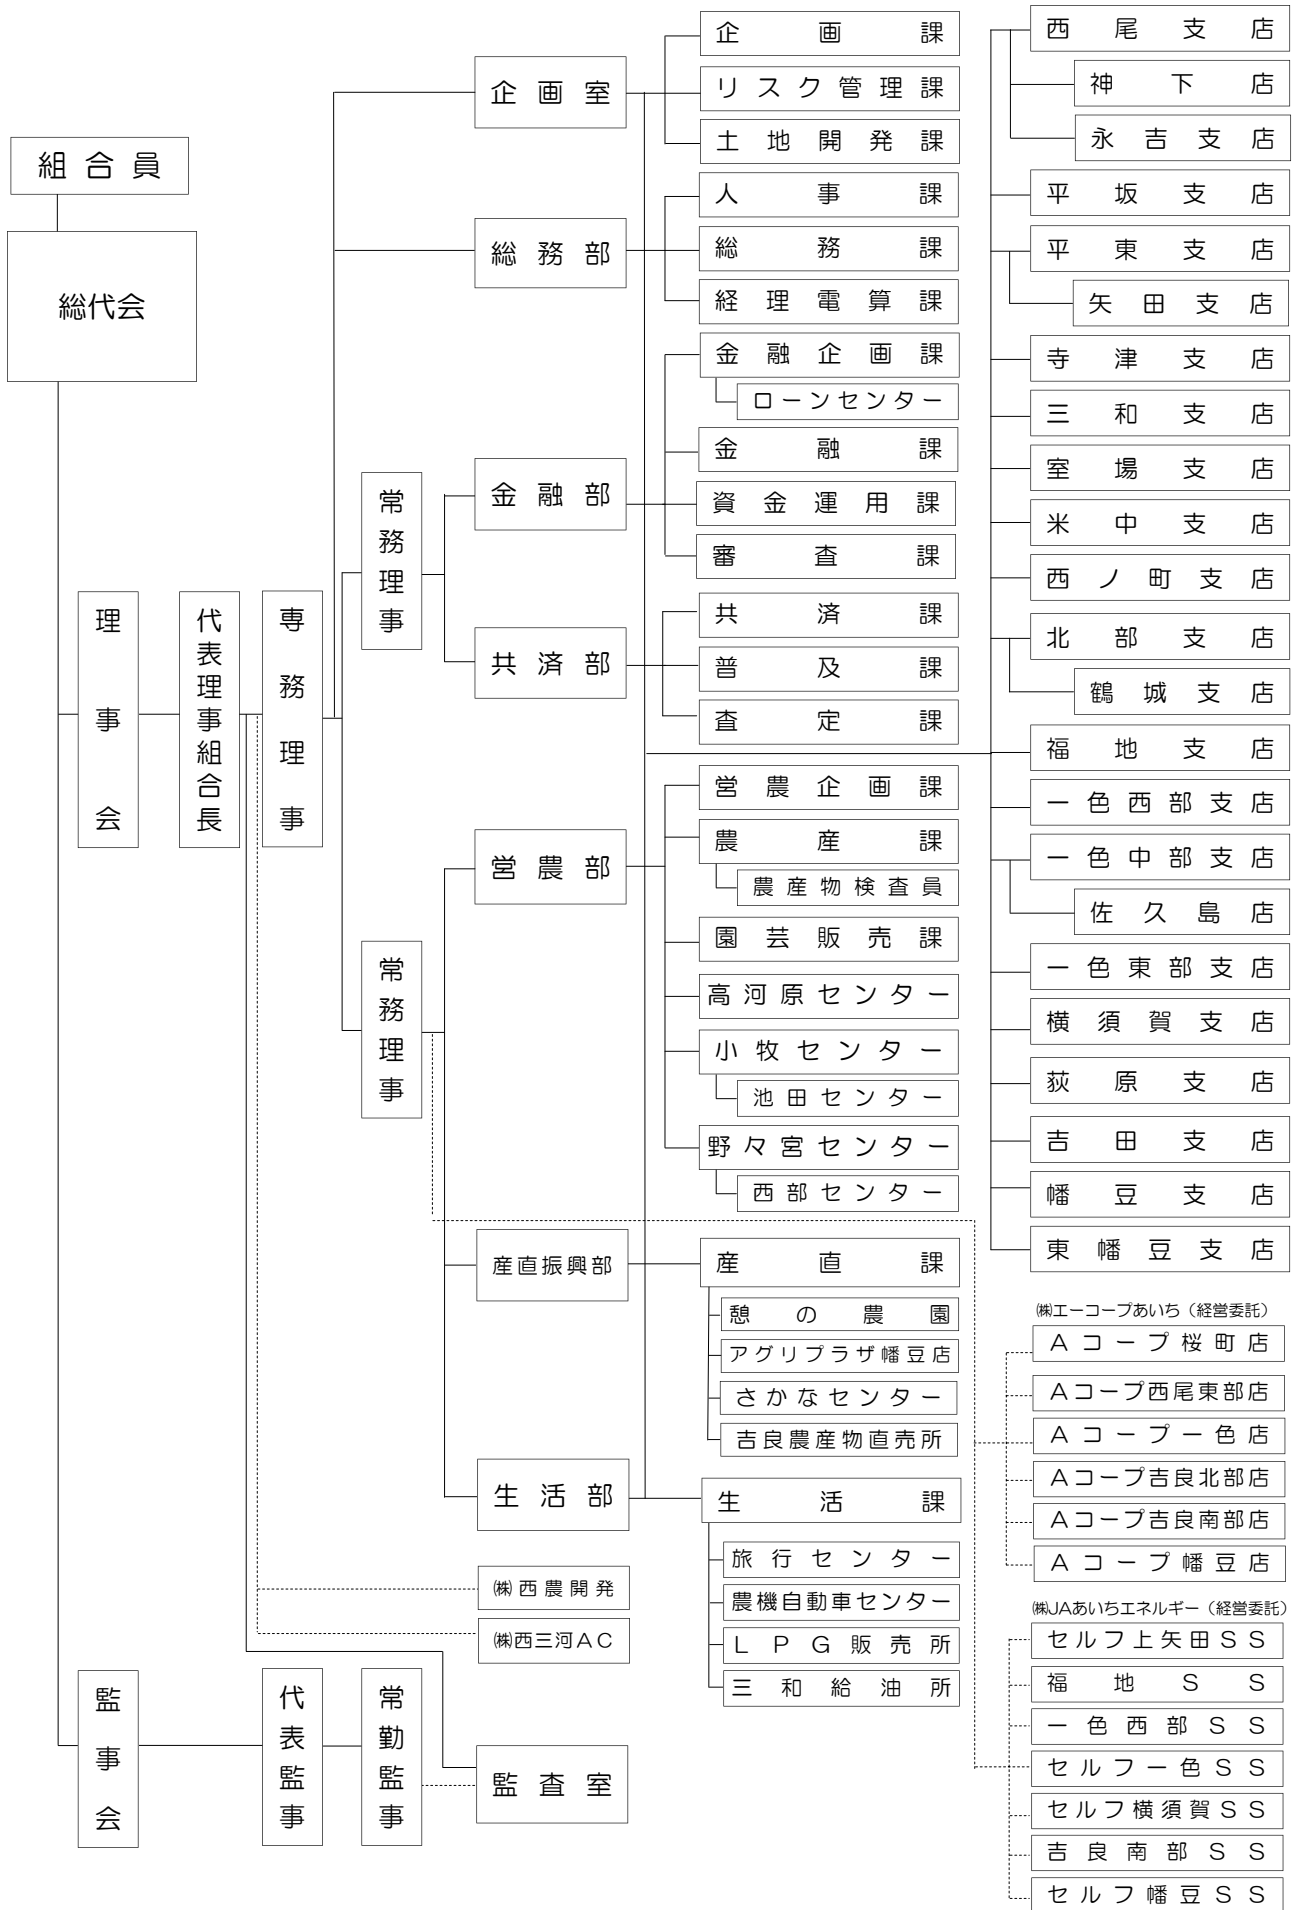 組合員
総代会
理事会
代表理事組合長
専務理事
常務理事
常務理事
監事会
代表監事
常勤監事
企画室
総務部
金融部
共済部
営農部
産直振興部
生活部
㈱西農開発
㈱西三河AC
監査室
企画課
リスク管理課
土地開発課
人事課
総務課
経理電算課
金融企画課
ローンセンター
金融課
資金運用課
審査課
共済課
普及課
査定課
営農企画課
農産課
農産物検査員
園芸販売課
高河原センター
小牧センター
池田センター
野々宮センター
西部センター
産直課
憩の農園
アグリプラザ幡豆店
さかなセンター
吉良農産物直売所
生活課
旅行センター
農機自動車センター
LPG販売所
三和給油所
西尾支店
神下店
永吉支店
平坂支店
平東支店
矢田支店
寺津支店
三和支店
室場支店
米中支店
西ノ町支店
北部支店
鶴城支店
福地支店
一色西部支店
一色中部支店
佐久島店
一色東部支店
横須賀支店
荻原支店
吉田支店
幡豆支店
東幡豆支店
㈱エーコープあいち（経営委託）
Aコープ桜町店
Aコープ西尾東部店
Aコープ一色店
Aコープ吉良北部店
Aコープ吉良南部店
Aコープ幡豆店
㈱JAあいちエネルギー（経営委託）
セルフ上矢田SS
福地SS
一色西部SS
セルフ一色SS
セルフ横須賀SS
吉良南部SS
セルフ幡豆SS